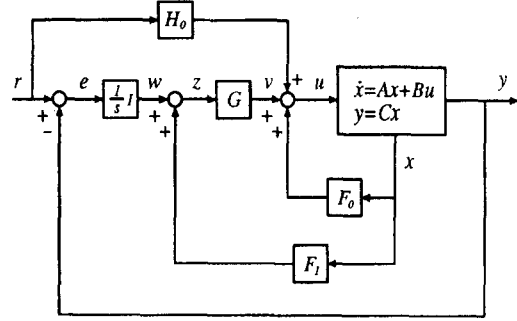 H₀
r
e
1/s I
w
z
G
v
u
ẋ=Ax+Bu
y=Cx
y
+
+
-
+
+
+
+
+
x
F₀
F₁